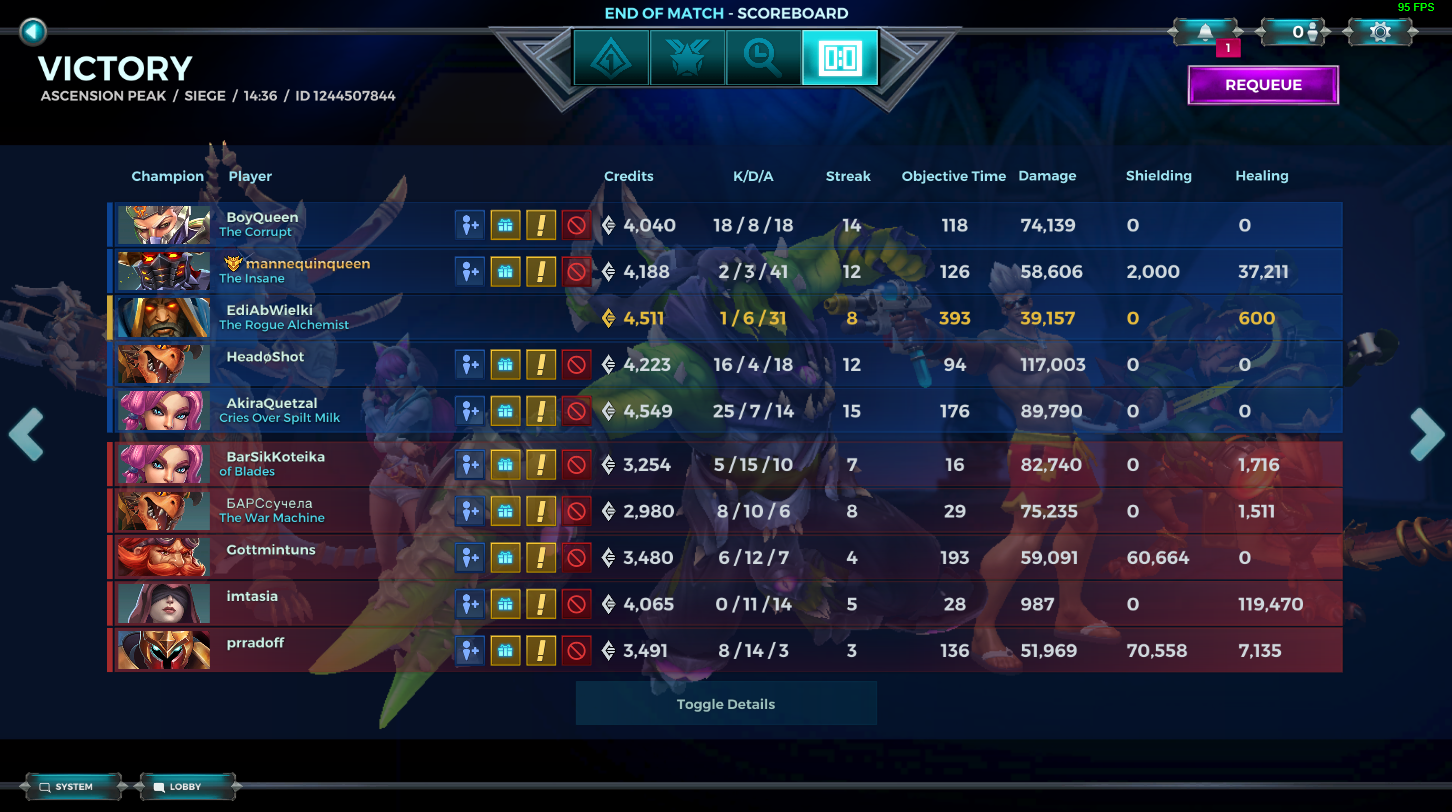 95 FPS
END OF MATCH - SCOREBOARD
VICTORY
ASCENSION PEAK / SIEGE / 14:36 / ID 1244507844
1
0
1
REQUEUE
Champion Player Credits K/D/A Streak Objective Time Damage Shielding Healing
BoyQueen
The Corrupt
4,040 18 / 8 / 18 14 118 74,139 0 0
mannequinqueen
The Insane
4,188 2 / 3 / 41 12 126 58,606 2,000 37,211
EdiAbWielki
The Rogue Alchemist
4,511 1 / 6 / 31 8 393 39,157 0 600
HeadøShot
4,223 16 / 4 / 18 12 94 117,003 0 0
AkiraQuetzal
Cries Over Spilt Milk
4,549 25 / 7 / 14 15 176 89,790 0 0
BarSikKoteika
of Blades
3,254 5 / 15 / 10 7 16 82,740 0 1,716
БАРСсучела
The War Machine
2,980 8 / 10 / 6 8 29 75,235 0 1,511
Gottmintuns
3,480 6 / 12 / 7 4 193 59,091 60,664 0
imtasia
4,065 0 / 11 / 14 5 28 987 0 119,470
prradoff
3,491 8 / 14 / 3 3 136 51,969 70,558 7,135
Toggle Details
SYSTEM
LOBBY